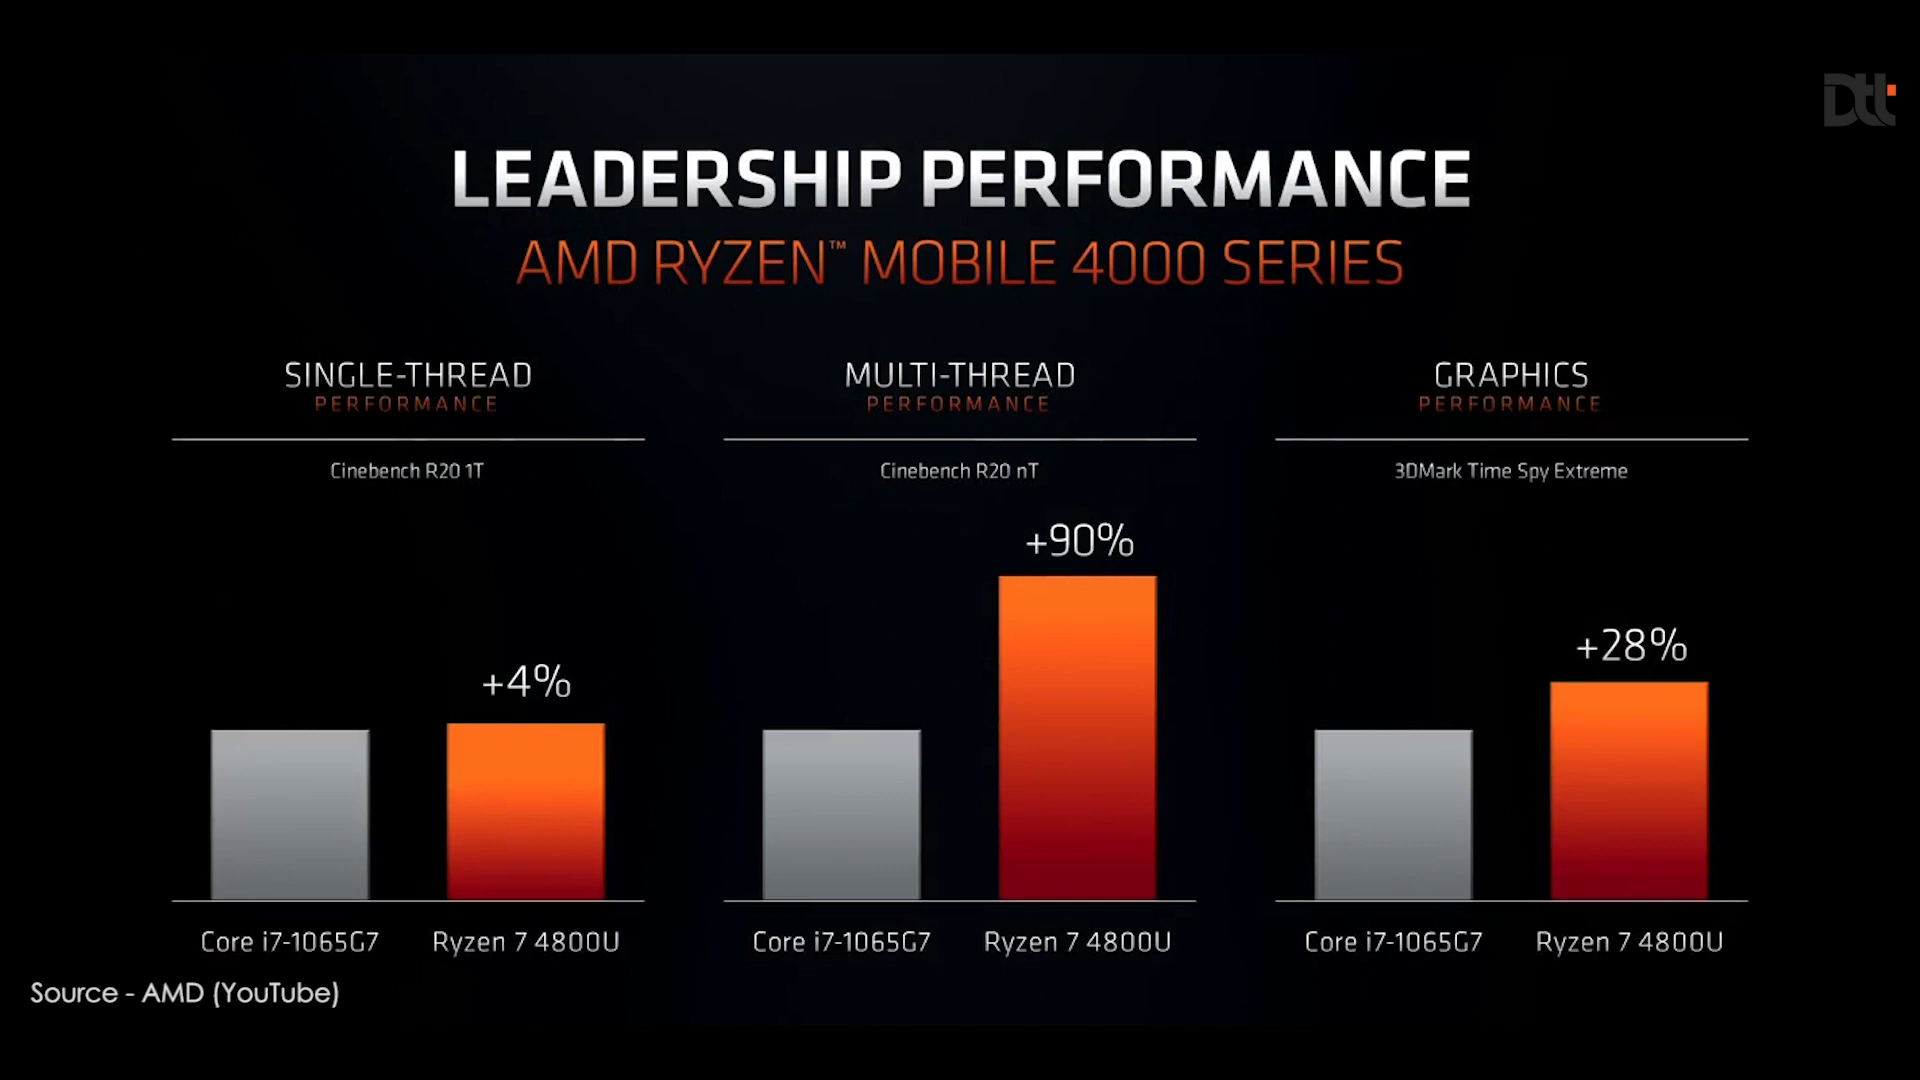 Dtt
LEADERSHIP PERFORMANCE
AMD RYZEN™ MOBILE 4000 SERIES
SINGLE-THREAD
PERFORMANCE
Cinebench R20 1T
+4%
Core i7-1065G7 Ryzen 7 4800U
MULTI-THREAD
PERFORMANCE
Cinebench R20 nT
+90%
Core i7-1065G7 Ryzen 7 4800U
GRAPHICS
PERFORMANCE
3DMark Time Spy Extreme
+28%
Core i7-1065G7 Ryzen 7 4800U
Source - AMD (YouTube)